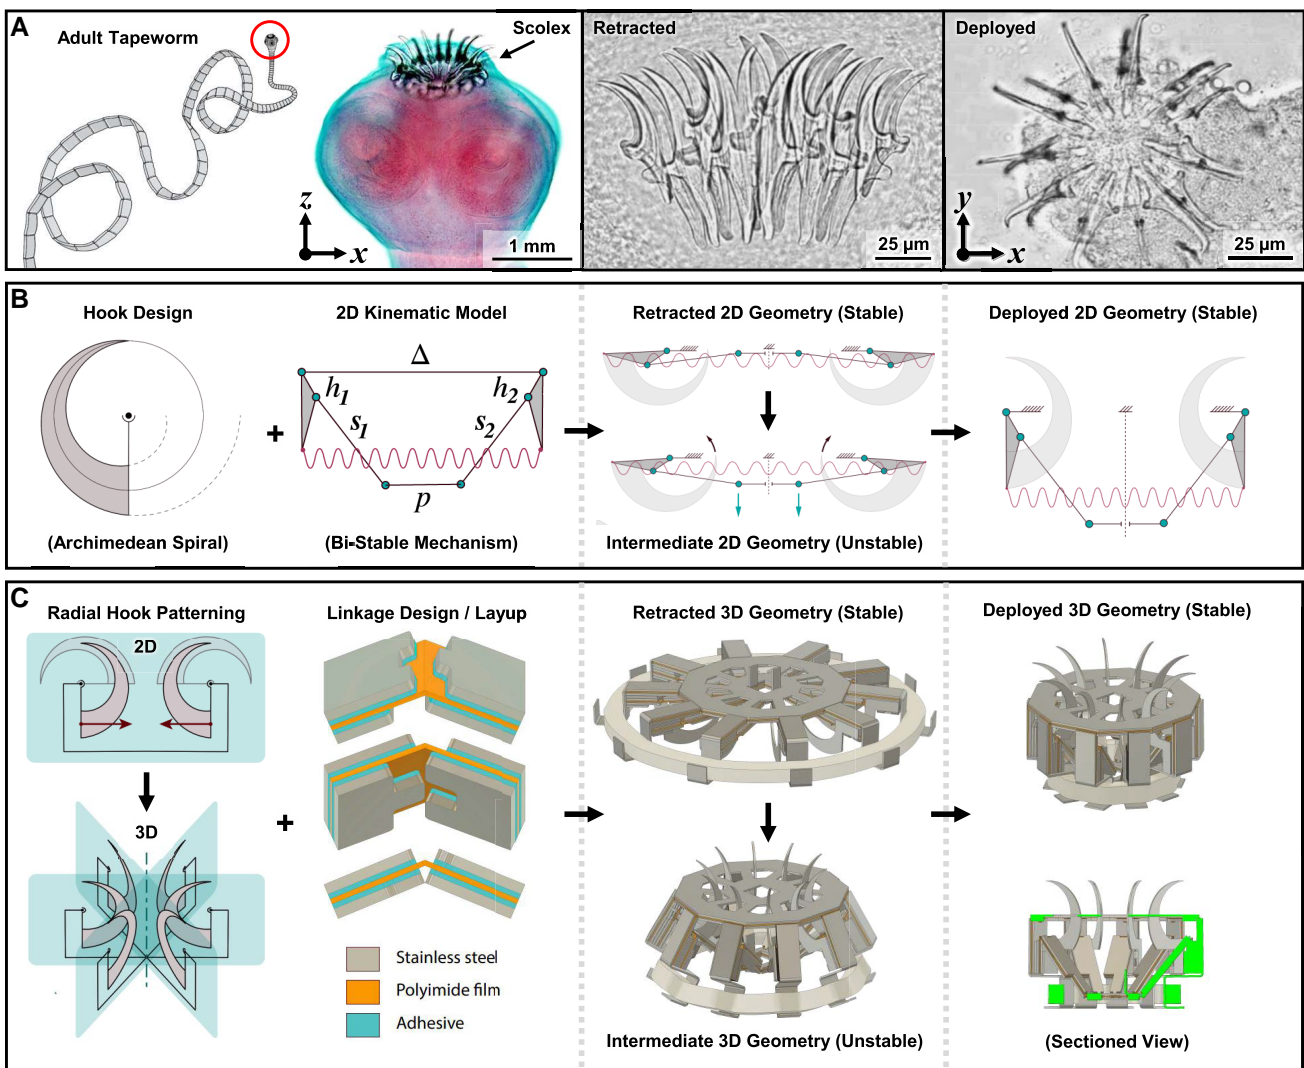 A
Adult Tapeworm
Scolex
z
x
1 mm
Retracted
25 µm
Deployed
y
x
25 µm
B
Hook Design
2D Kinematic Model
Retracted 2D Geometry (Stable)
Deployed 2D Geometry (Stable)
Δ
h1
h2
s1
s2
+
p
(Archimedean Spiral)
(Bi-Stable Mechanism)
Intermediate 2D Geometry (Unstable)
C
Radial Hook Patterning
Linkage Design / Layup
Retracted 3D Geometry (Stable)
Deployed 3D Geometry (Stable)
2D
3D
+
Stainless steel
Polyimide film
Adhesive
Intermediate 3D Geometry (Unstable)
(Sectioned View)